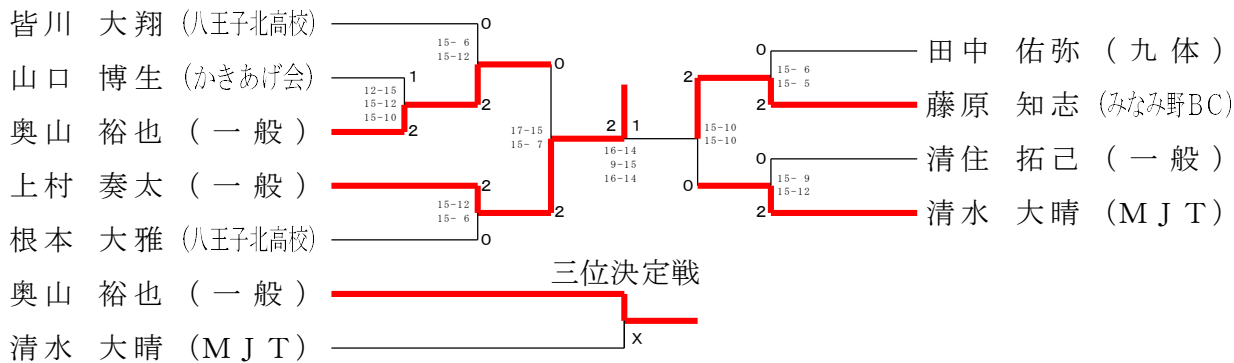 皆川 大翔 (八王子北高校)
0
15- 6
15-12
山口 博生 (かきあげ会)
1
0
12-15
15-12
15-10
2
奥山 裕也 (一般)
2
17-15
15- 7
上村 奏太 (一般)
2
15-12
15- 6
2
根本 大雅 (八王子北高校)
0
2
1
16-14
9-15
16-14
田中 佑弥 (九体)
0
15- 6
15- 5
2
藤原 知志 (みなみ野BC)
2
15-10
15-10
清住 拓己 (一般)
0
15- 9
15-12
0
清水 大晴 (MJT)
2
三位決定戦
奥山 裕也 (一般)
清水 大晴 (MJT)
x